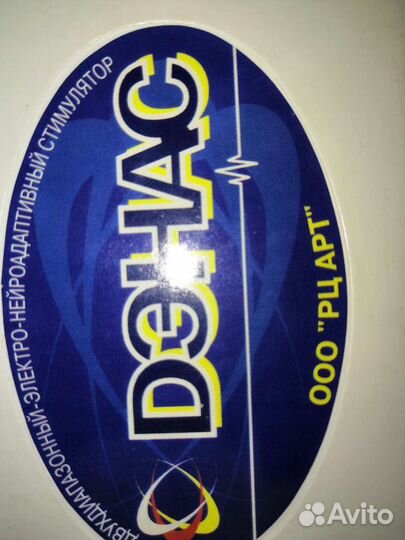 ДВУХДИАПАЗОННЫЙ-ЭЛЕКТРО-НЕЙРОАДАПТИВНЫЙ СТИМУЛЯТОР
DЭНАС
ООО "РЦ АРТ"
Avito